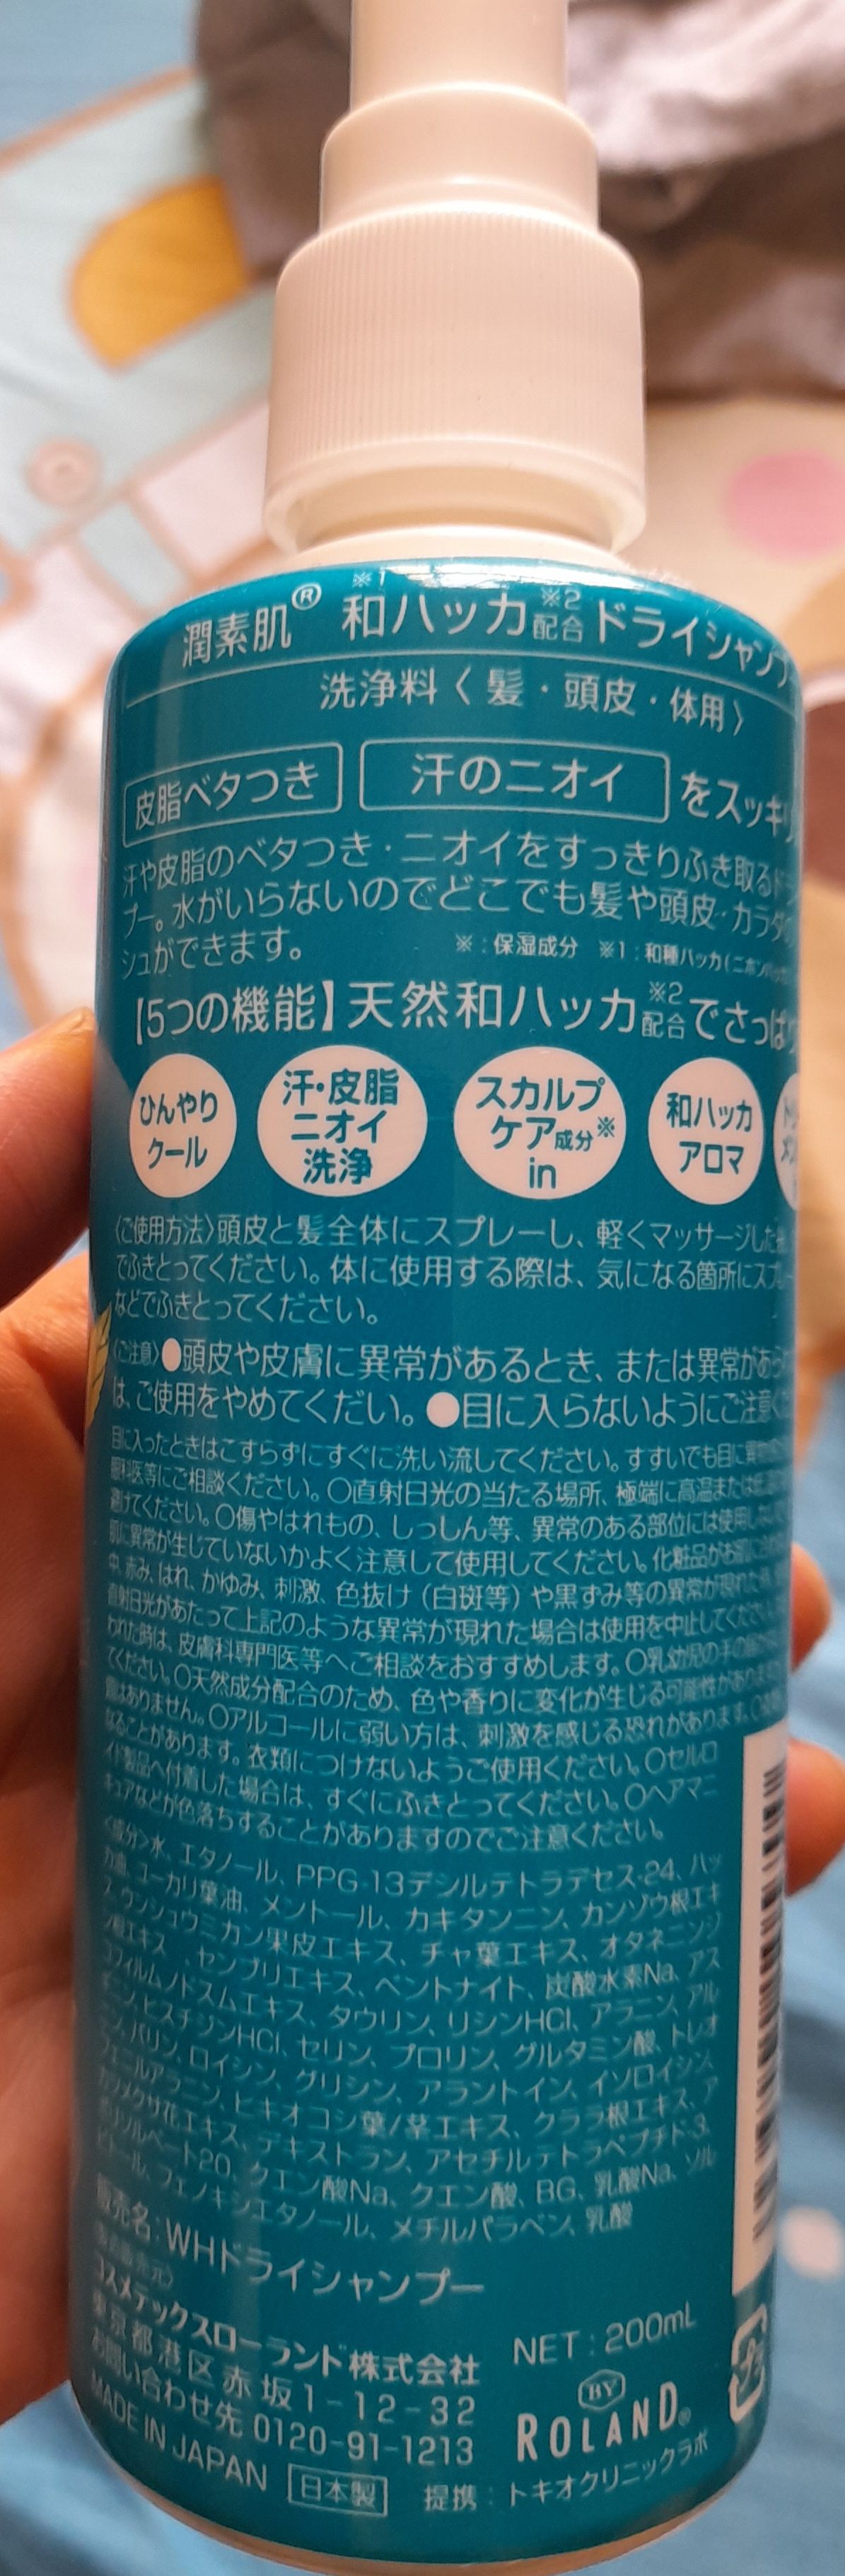 潤素肌® 和ハッカ※1 配合※2 ドライシャンプ
洗浄料〈髪・頭皮・体用〉
皮脂ベタつき 汗のニオイ をスッキリ
汗や皮脂のベタつき・ニオイをすっきりふき取るド
プー。水がいらないのでどこでも髪や頭皮・カラダ
シュができます。 ※:保湿成分 ※1:和種ハッカ(ニホン
【5つの機能】天然和ハッカ配合※2でさっぱり
ひんやりクール
汗・皮脂ニオイ洗浄
スカルプケア成分※in
和ハッカアロマ
〈ご使用方法〉頭皮と髪全体にスプレーし、軽くマッサージした
でふきとってください。体に使用する際は、気になる箇所にスプレー
などでふきとってください。
〈ご注意〉●頭皮や皮膚に異常があるとき、または異常があら
は、ご使用をやめてくだい。●目に入らないようにご注意く
目に入ったときはこすらずにすぐに洗い流してください。すすいでも目に異物
眼科医等にご相談ください。○直射日光の当たる場所、極端に高温または低
避けてください。○傷やはれもの、しっしん等、異常のある部位には使用しな
肌に異常が生じていないかよく注意して使用してください。化粧品がお肌に
中、赤み、はれ、かゆみ、刺激、色抜け(白斑等)や黒ずみ等の異常が現れた
直射日光があたって上記のような異常が現れた場合は使用を中止してくださ
われた時は、皮膚科専門医等へご相談をおすすめします。○乳幼児の手の
てください。○天然成分配合のため、色や香りに変化が生じる可能性がありま
題はありません。○アルコールに弱い方は、刺激を感じる恐れがあります。
なることがあります。衣類につけないようご使用ください。○セルロ
イド製品へ付着した場合は、すぐにふきとってください。○ヘアマニ
キュアなどが色落ちすることがありますのでご注意ください。
〈成分〉水、エタノール、PPG-13デシルテトラデセス-24、ハッ
カ油、ユーカリ葉油、メントール、カキタンニン、カンゾウ根エキ
ス、ウンシュウミカン果皮エキス、チャ葉エキス、オタネニンジ
ン根エキス、センブリエキス、ベントナイト、炭酸水素Na、アス
コフィルムノドスムエキス、タウリン、リシンHCl、アラニン、アル
ギニン、ヒスチジンHCl、セリン、プロリン、グルタミン酸、トレオ
ニン、バリン、ロイシン、グリシン、アラントイン、イソロイシン、
フェニールアラニン、ヒキオコシ葉/茎エキス、クララ根エキス、ア
カツメクサ花エキス、デキストラン、アセチルテトラペプチド-3、
ポリソルベート20、クエン酸Na、クエン酸、BG、乳酸Na、ソル
ビトール、フェノキシエタノール、メチルパラベン、乳酸
販売名:WHドライシャンプー
コスメテックスローランド株式会社
東京都港区赤坂1-12-32
お問い合わせ先 0120-91-1213
MADE IN JAPAN 日本製
NET:200mL
BY
ROLAND®
提携:トキオクリニックラボ